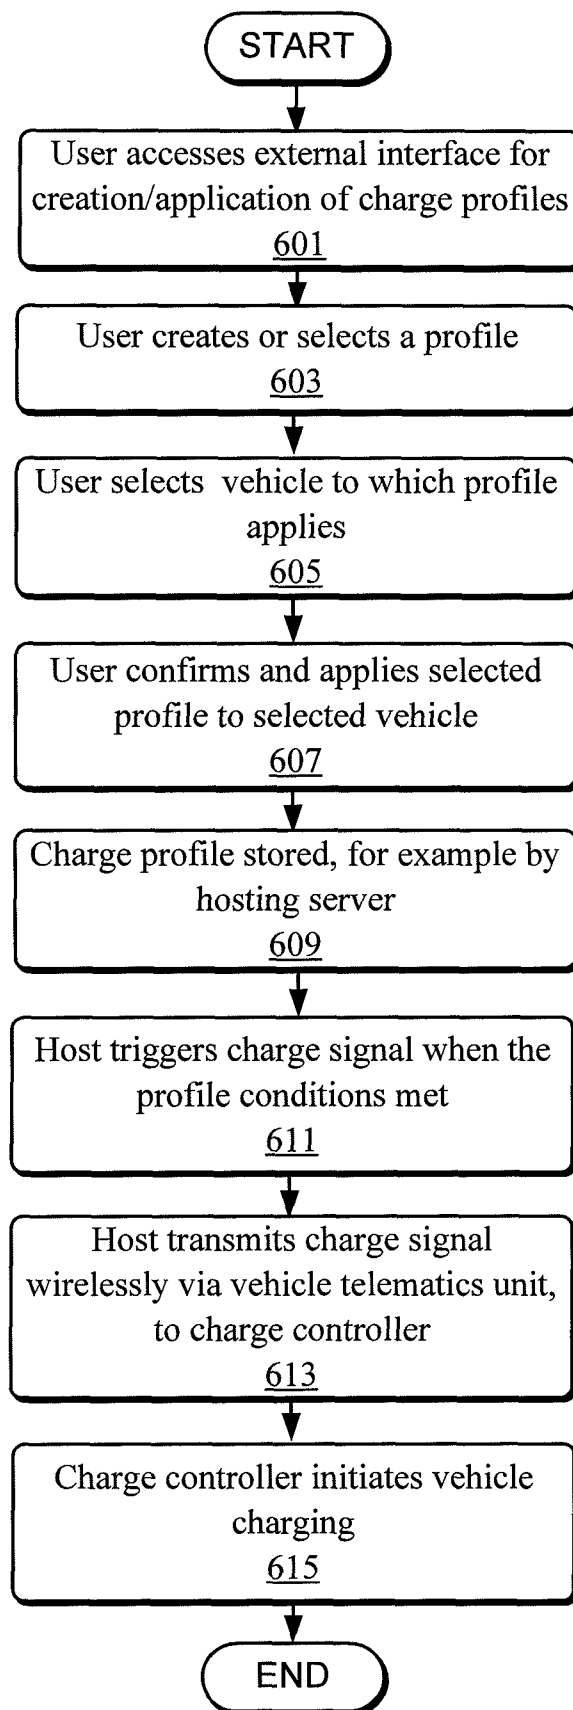 START
User accesses external interface for
creation/application of charge profiles
601
User creates or selects a profile
603
User selects vehicle to which profile
applies
605
User confirms and applies selected
profile to selected vehicle
607
Charge profile stored, for example by
hosting server
609
Host triggers charge signal when the
profile conditions met
611
Host transmits charge signal
wirelessly via vehicle telematics unit,
to charge controller
613
Charge controller initiates vehicle
charging
615
END